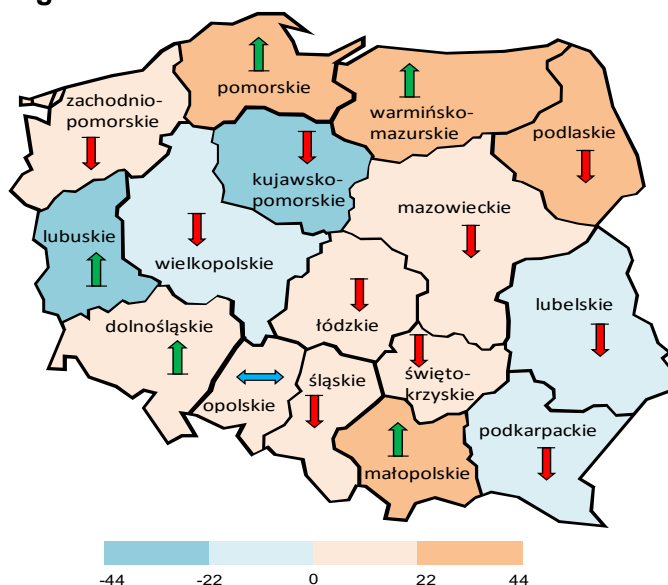 g
pomorskie
zachodnio-
pomorskie
warmińsko-
mazurskie
podlaskie
kujawsko-
pomorskie
mazowieckie
lubuskie
wielkopolskie
lubelskie
dolnośląskie
łódzkie
opolskie
śląskie
święto-
krzyskie
podkarpackie
małopolskie
-44 -22 0 22 44